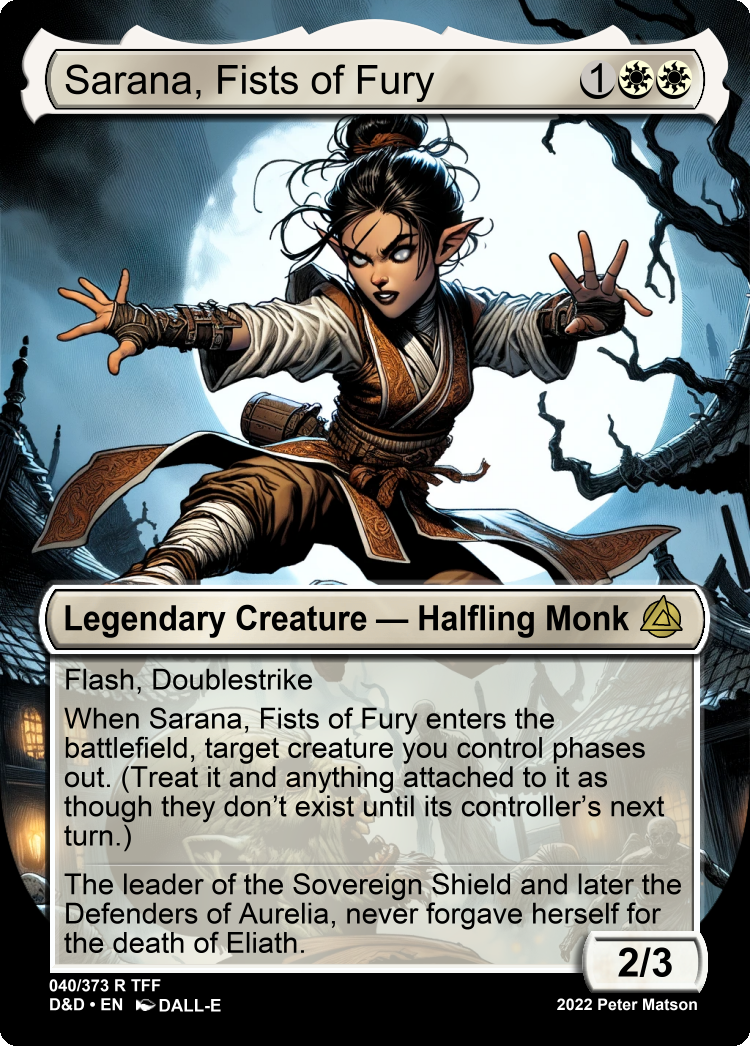 Sarana, Fists of Fury 1
Legendary Creature — Halfling Monk
Flash, Doublestrike
When Sarana, Fists of Fury enters the
battlefield, target creature you control phases
out. (Treat it and anything attached to it as
though they don't exist until its controller's next
turn.)
The leader of the Sovereign Shield and later the
Defenders of Aurelia, never forgave herself for
the death of Eliath.
2/3
040/373 R TFF
D&D • EN DALL-E
2022 Peter Matson